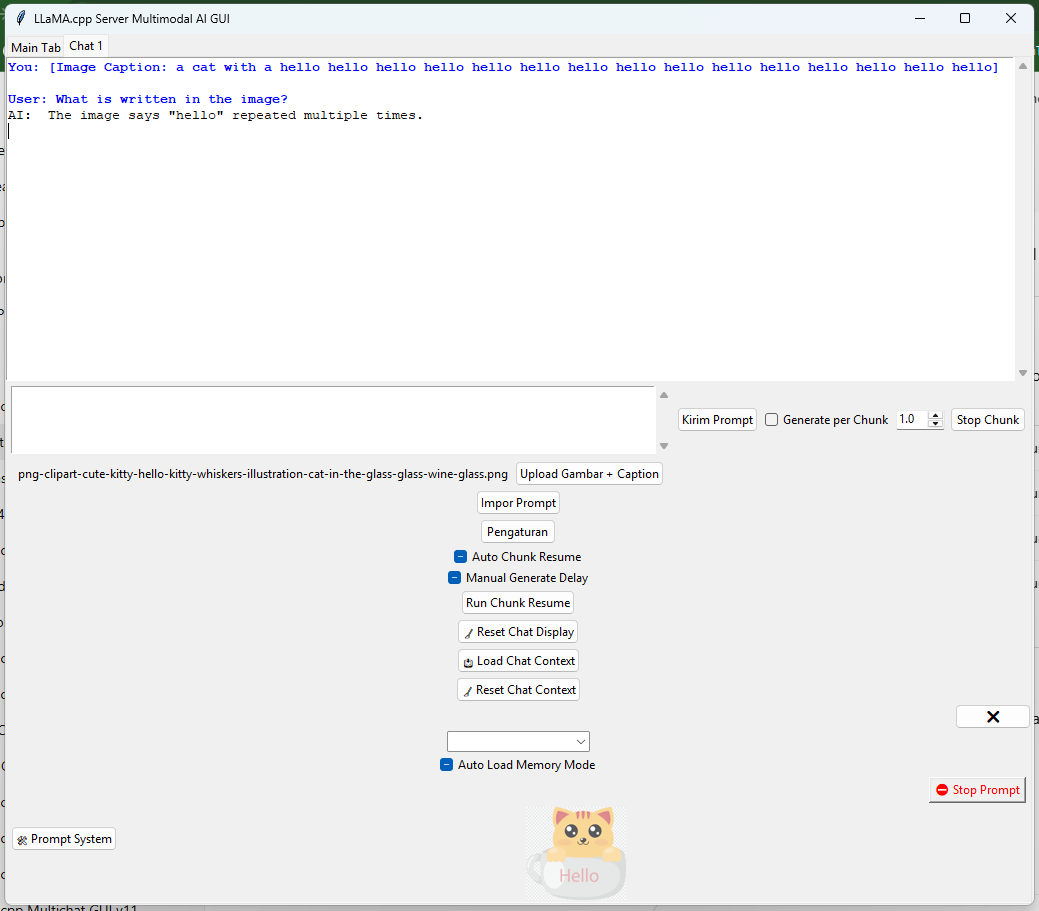 LLaMA.cpp Server Multimodal AI GUI
Main Tab Chat 1
You: [Image Caption: a cat with a hello hello hello hello hello hello hello hello hello hello hello hello hello hello hello]
User: What is written in the image?
AI:  The image says "hello" repeated multiple times.
Kirim Prompt Generate per Chunk 1.0 Stop Chunk
png-clipart-cute-kitty-hello-kitty-whiskers-illustration-cat-in-the-glass-glass-wine-glass.png Upload Gambar + Caption
Impor Prompt
Pengaturan
Auto Chunk Resume
Manual Generate Delay
Run Chunk Resume
Reset Chat Display
Load Chat Context
Reset Chat Context
Auto Load Memory Mode
Stop Prompt
Prompt System
Hello